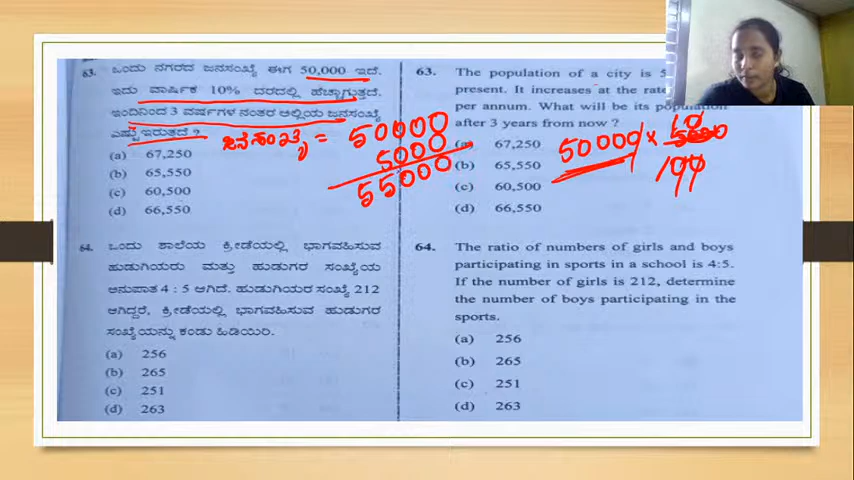 63. ಒಂದು ನಗರದ ಜನಸಂಖ್ಯೆ ಈಗ 50,000 ಇದೆ.
ಇದು ವಾರ್ಷಿಕ 10% ದರದಲ್ಲಿ ಹೆಚ್ಚಾಗುತ್ತದೆ.
ಇಂದಿನಿಂದ 3 ವರ್ಷಗಳ ನಂತರ ಅಲ್ಲಿಯ ಜನಸಂಖ್ಯೆ
ಎಷ್ಟು ಇರುತ್ತದೆ ?
(a) 67,250
(b) 65,550
(c) 60,500
(d) 66,550
=
50000
5000
55000
64. ಒಂದು ಶಾಲೆಯ ಕ್ರೀಡೆಯಲ್ಲಿ ಭಾಗವಹಿಸುವ
ಹುಡುಗಿಯರು ಮತ್ತು ಹುಡುಗರ ಸಂಖ್ಯೆಯ
ಅನುಪಾತ 4 : 5 ಆಗಿದೆ. ಹುಡುಗಿಯರ ಸಂಖ್ಯೆ 212
ಆಗಿದ್ದರೆ, ಕ್ರೀಡೆಯಲ್ಲಿ ಭಾಗವಹಿಸುವ ಹುಡುಗರ
ಸಂಖ್ಯೆಯನ್ನು ಕಂಡು ಹಿಡಿಯಿರಿ.
(a) 256
(b) 265
(c) 251
(d) 263
63. The population of a city is 5
present. It increases at the rate
per annum. What will be its population
after 3 years from now ?
(a) 67,250
(b) 65,550
(c) 60,500
(d) 66,550
50000 ×
10
100
64. The ratio of numbers of girls and boys
participating in sports in a school is 4:5.
If the number of girls is 212, determine
the number of boys participating in the
sports.
(a) 256
(b) 265
(c) 251
(d) 263